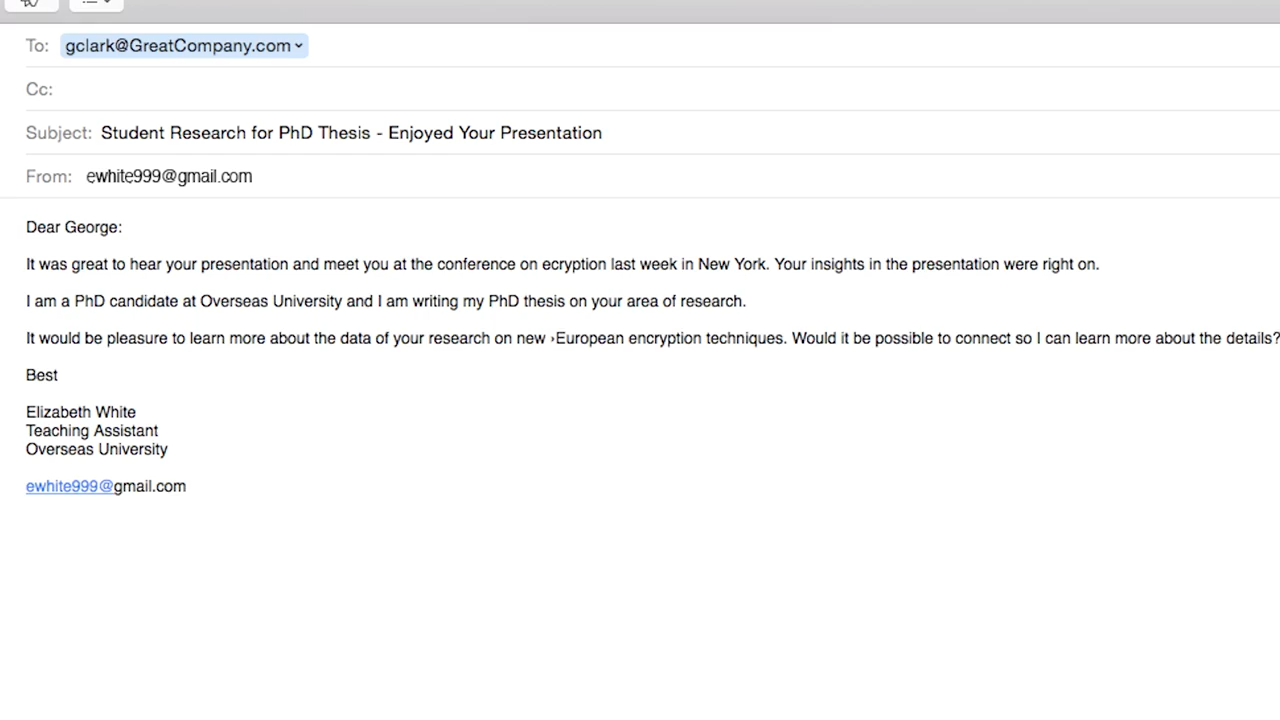 To: gclark@GreatCompany.com
Cc:
Subject: Student Research for PhD Thesis - Enjoyed Your Presentation
From: ewhite999@gmail.com
Dear George:
It was great to hear your presentation and meet you at the conference on ecryption last week in New York. Your insights in the presentation were right on.
I am a PhD candidate at Overseas University and I am writing my PhD thesis on your area of research.
It would be pleasure to learn more about the data of your research on new ›European encryption techniques. Would it be possible to connect so I can learn more about the details?
Best
Elizabeth White
Teaching Assistant
Overseas University
ewhite999@gmail.com